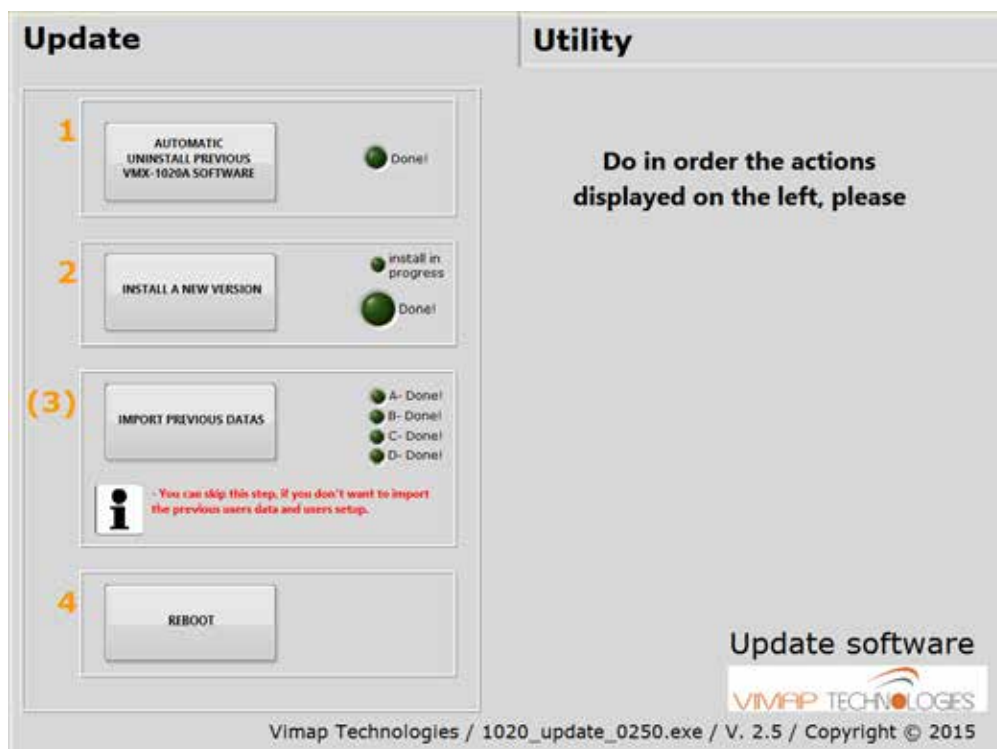 Update
Utility
1
AUTOMATIC
UNINSTALL PREVIOUS
VMX-1020A SOFTWARE
Done!
2
INSTALL A NEW VERSION
install in
progress
Done!
(3)
IMPORT PREVIOUS DATAS
A- Done!
B- Done!
C- Done!
D- Done!
- You can skip this step, if you don't want to import
the previous users data and users setup.
4
REBOOT
Do in order the actions
displayed on the left, please
Update software
VIMAP TECHNOLOGIES
Vimap Technologies / 1020_update_0250.exe / V. 2.5 / Copyright © 2015